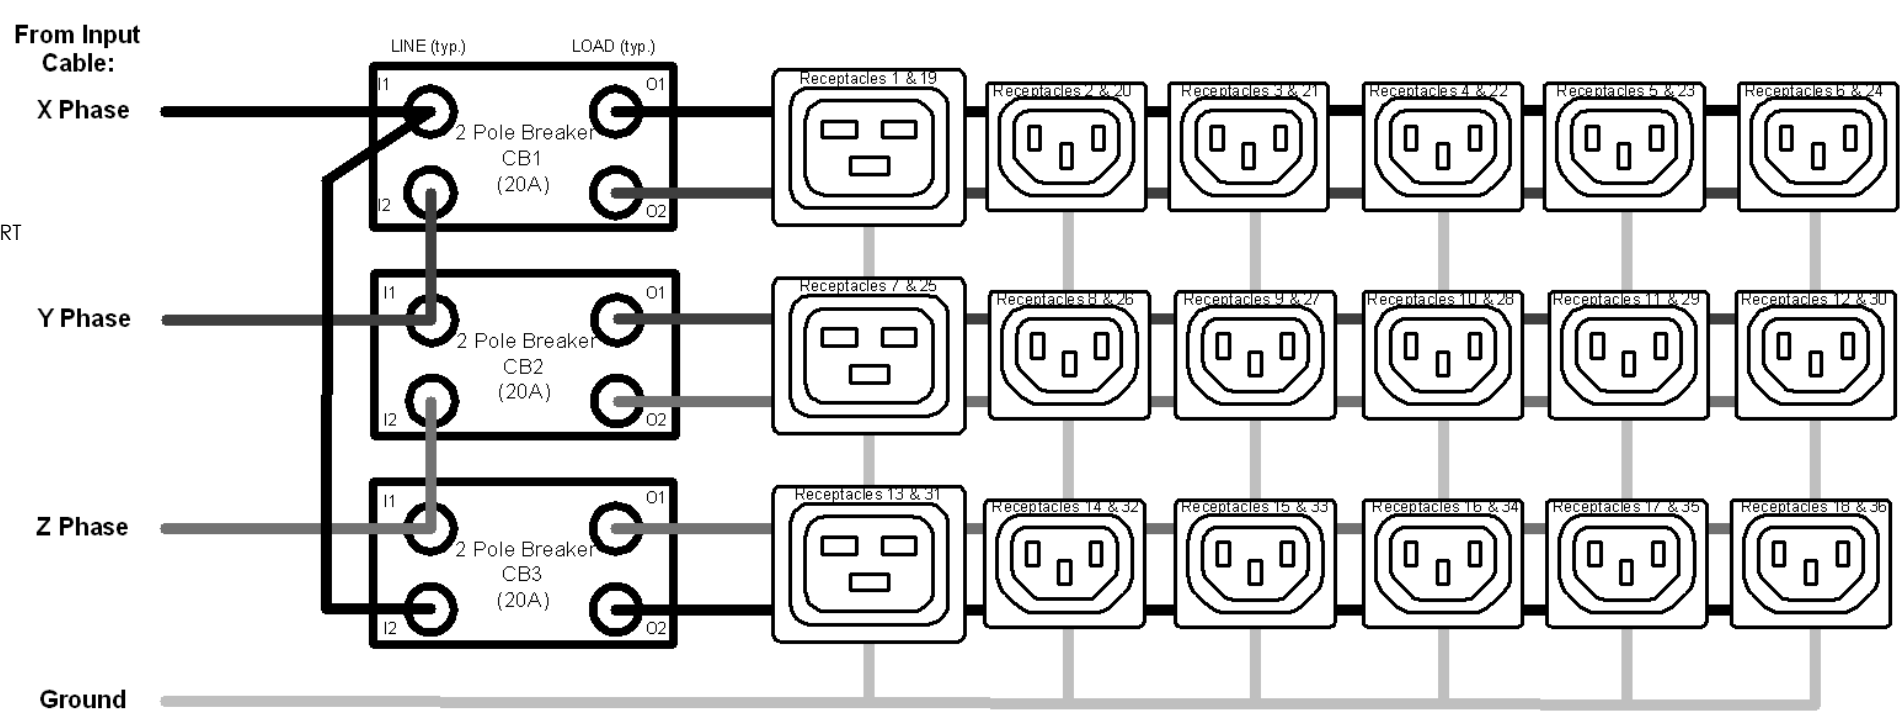 From Input
Cable:
LINE (typ.)
LOAD (typ.)
X Phase
I1
O1
2 Pole Breaker
CB1
(20A)
I2
O2
Receptacles 1 & 19
Receptacles 2 & 20
Receptacles 3 & 21
Receptacles 4 & 22
Receptacles 5 & 23
Receptacles 6 & 24
RT
Y Phase
I1
O1
2 Pole Breaker
CB2
(20A)
I2
O2
Receptacles 7 & 25
Receptacles 8 & 26
Receptacles 9 & 27
Receptacles 10 & 28
Receptacles 11 & 29
Receptacles 12 & 30
Z Phase
I1
O1
2 Pole Breaker
CB3
(20A)
I2
O2
Receptacles 13 & 31
Receptacles 14 & 32
Receptacles 15 & 33
Receptacles 16 & 34
Receptacles 17 & 35
Receptacles 18 & 36
Ground